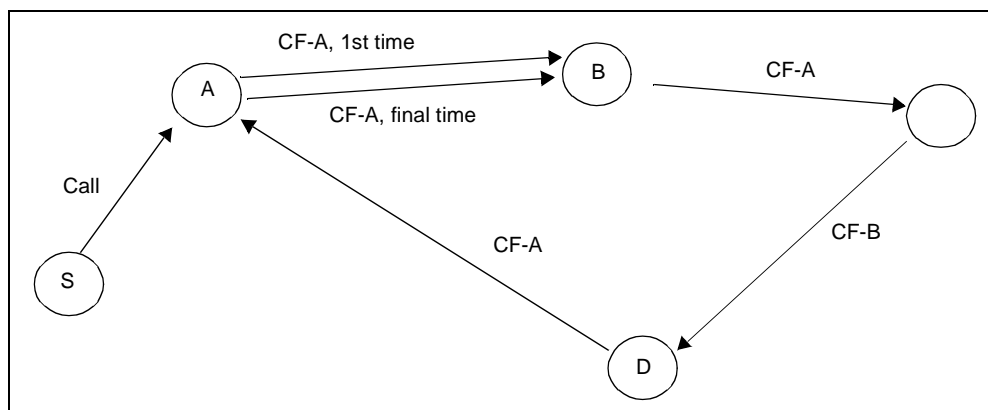 CF-A, 1st time
A
B
CF-A
CF-A, final time
Call
CF-B
CF-A
S
D